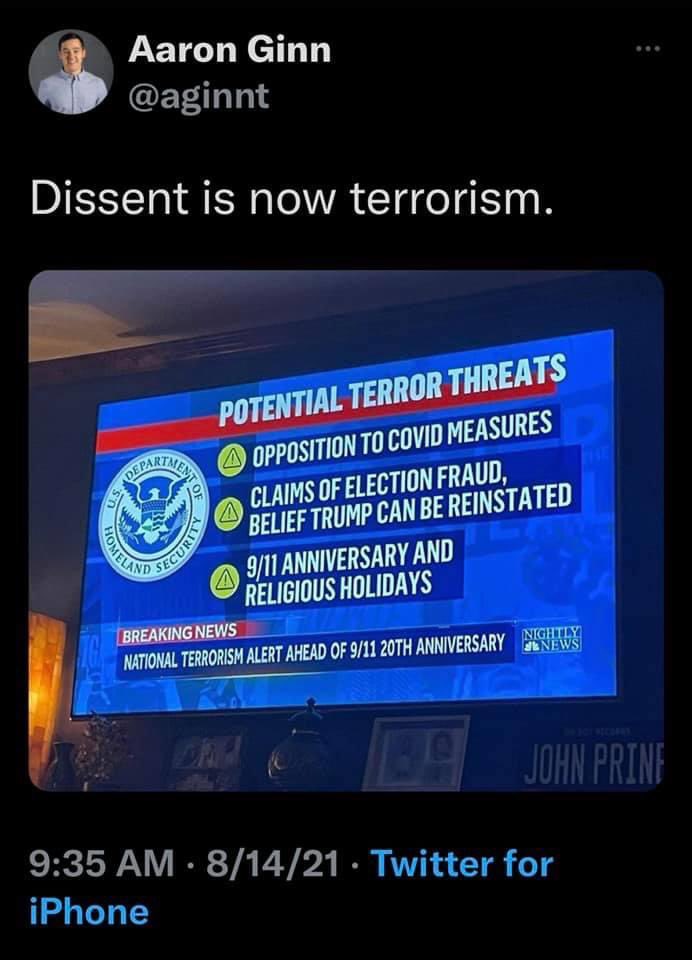 Aaron Ginn
@aginnt
Dissent is now terrorism.
POTENTIAL TERROR THREATS
OPPOSITION TO COVID MEASURES
CLAIMS OF ELECTION FRAUD,
BELIEF TRUMP CAN BE REINSTATED
9/11 ANNIVERSARY AND
RELIGIOUS HOLIDAYS
U.S. DEPARTMENT OF
HOMELAND SECURITY
BREAKING NEWS
NATIONAL TERRORISM ALERT AHEAD OF 9/11 20TH ANNIVERSARY
NIGHTLY
NEWS
JOHN PRINE
9:35 AM · 8/14/21 · Twitter for
iPhone